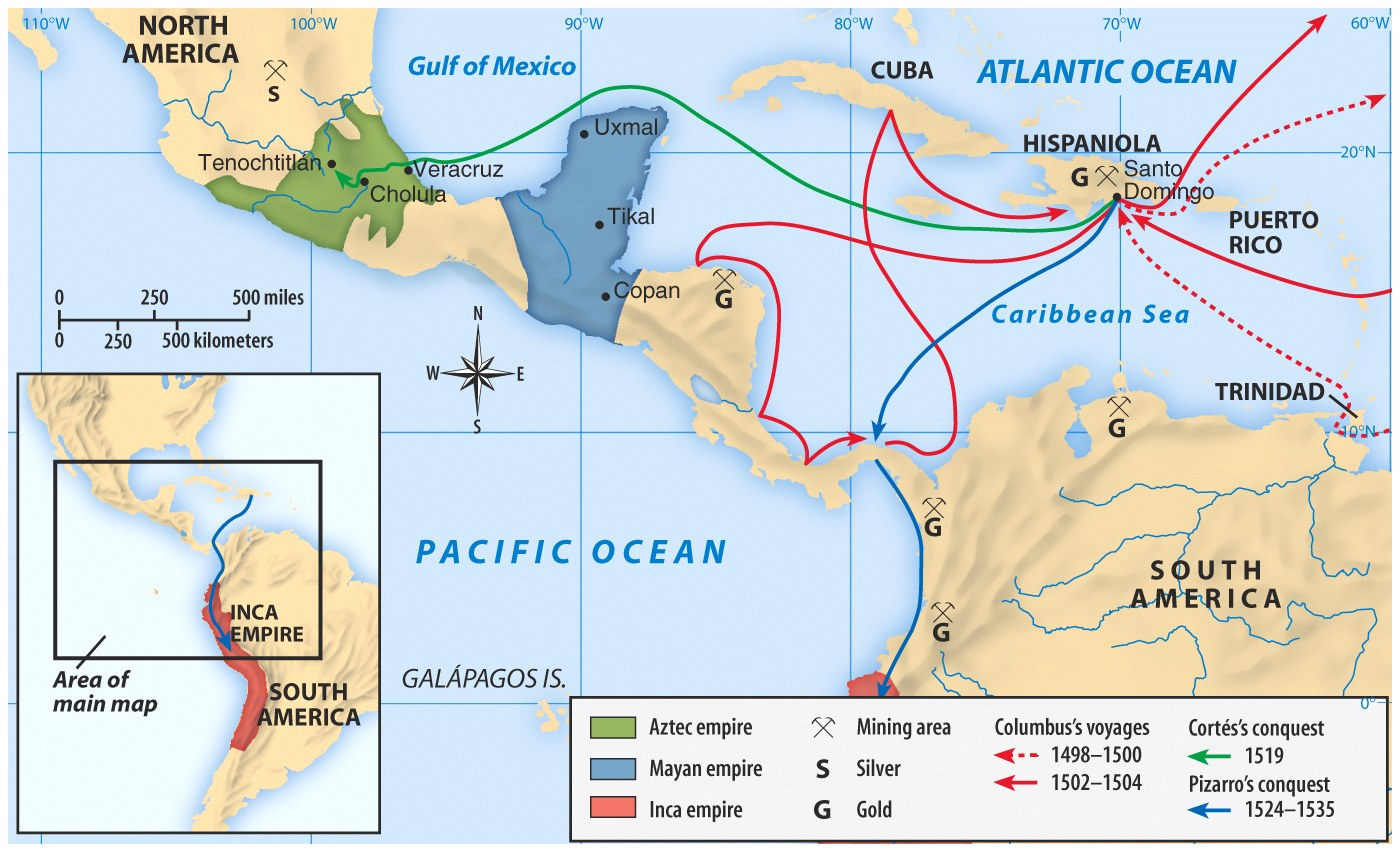 110°W
100°W
90°W
80°W
70°W
60°W
NORTH
AMERICA
S
Gulf of Mexico
CUBA
ATLANTIC OCEAN
Uxmal
HISPANIOLA
20°N
Tenochtitlán
Veracruz
Cholula
G
Santo
Domingo
Tikal
PUERTO
RICO
Copan
G
0 250 500 miles
0 250 500 kilometers
Caribbean Sea
N
W E
S
TRINIDAD
G
10°N
G
PACIFIC OCEAN
SOUTH
AMERICA
G
INCA
EMPIRE
Area of
main map
SOUTH
AMERICA
GALÁPAGOS IS.
0°
Aztec empire
Mayan empire
Inca empire
Mining area
S Silver
G Gold
Columbus's voyages
1498–1500
1502–1504
Cortés's conquest
1519
Pizarro's conquest
1524–1535